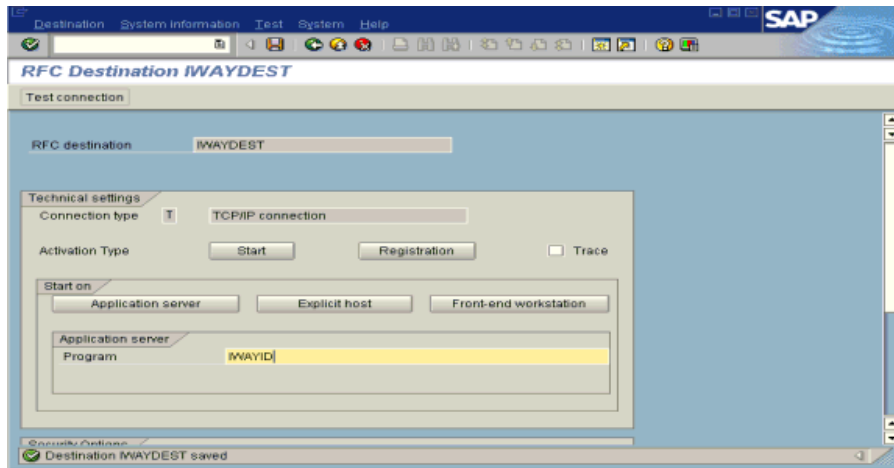 Destination System information Test System Help
SAP
RFC Destination IWAYDEST
Test connection
RFC destination IWAYDEST
Technical settings
Connection type T TCP/IP connection
Activation Type Start Registration Trace
Start on
Application server Explicit host Front-end workstation
Application server
Program IWAYID
Security Options
Destination IWAYDEST saved